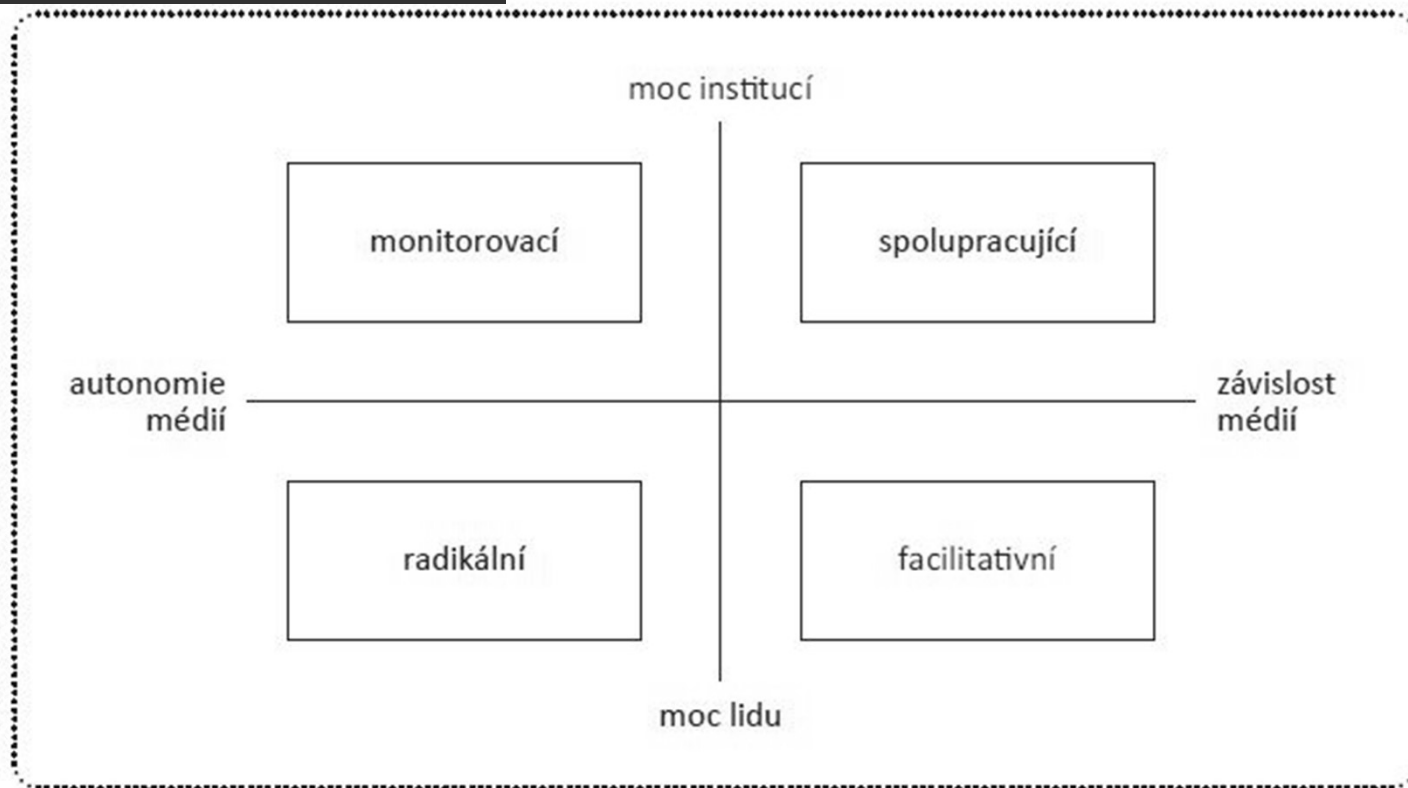 moc institucí
monitorovací
spolupracující
autonomie
médií
závislost
médií
radikální
facilitativní
moc lidu